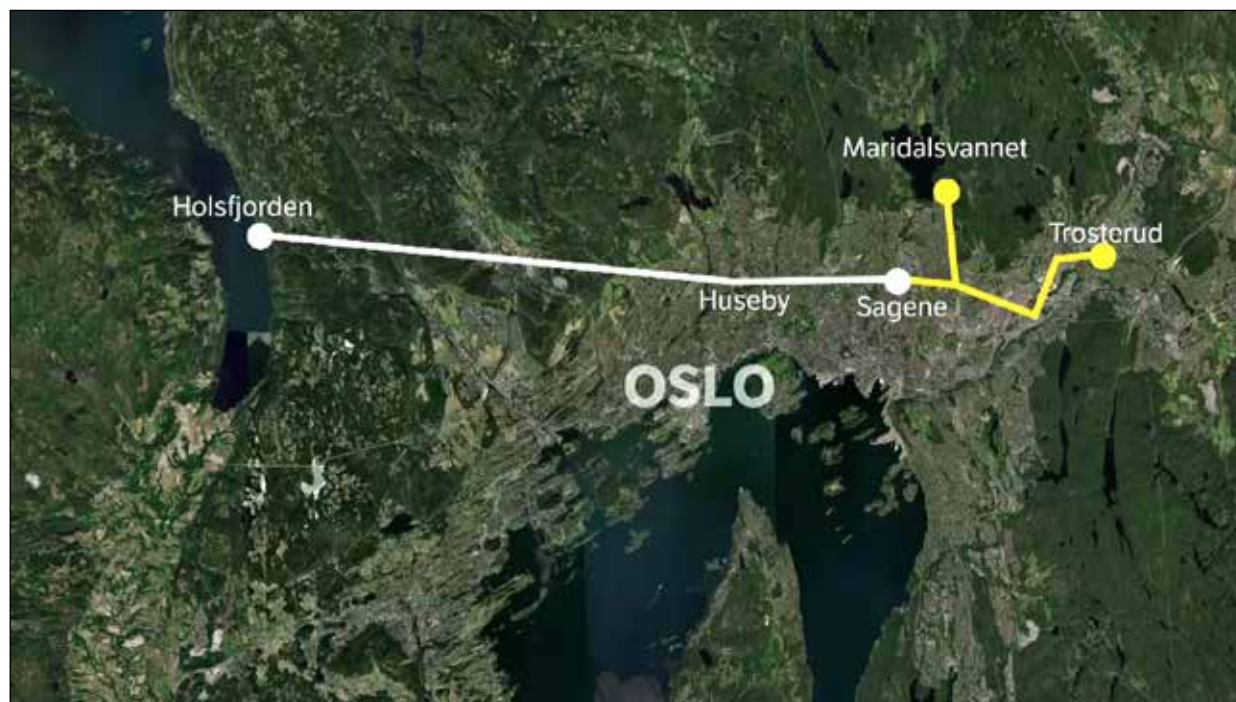 Maridalsvannet
Holsfjorden
Trosterud
Huseby
Sagene
OSLO